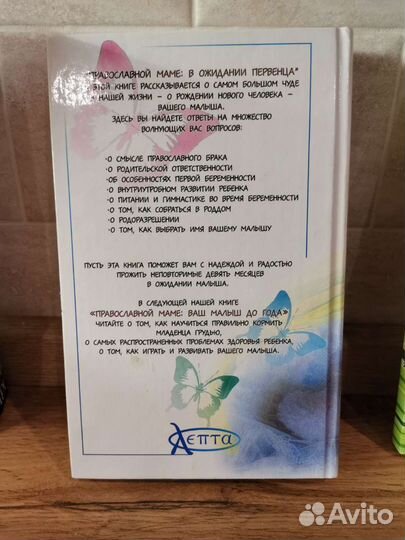 "ПРАВОСЛАВНОЙ МАМЕ: В ОЖИДАНИИ ПЕРВЕНЦА"
ЭТОЙ КНИГЕ РАССКАЗЫВАЕТСЯ О САМОМ БОЛЬШОМ ЧУДЕ
НАШЕЙ ЖИЗНИ – О РОЖДЕНИИ НОВОГО ЧЕЛОВЕКА –
ВАШЕГО МАЛЫША.
ЗДЕСЬ ВЫ НАЙДЕТЕ ОТВЕТЫ НА МНОЖЕСТВО
ВОЛНУЮЩИХ ВАС ВОПРОСОВ:
·О СМЫСЛЕ ПРАВОСЛАВНОГО БРАКА
·О РОДИТЕЛЬСКОЙ ОТВЕТСТВЕННОСТИ
·ОБ ОСОБЕННОСТЯХ ПЕРВОЙ БЕРЕМЕННОСТИ
·О ВНУТРИУТРОБНОМ РАЗВИТИИ РЕБЕНКА
·О ПИТАНИИ И ГИМНАСТИКЕ ВО ВРЕМЯ БЕРЕМЕННОСТИ
·О ТОМ, КАК СОБРАТЬСЯ В РОДДОМ
·О РОДОРАЗРЕШЕНИИ
·О ТОМ, КАК ВЫБРАТЬ ИМЯ ВАШЕМУ МАЛЫШУ
ПУСТЬ ЭТА КНИГА ПОМОЖЕТ ВАМ С НАДЕЖДОЙ И РАДОСТЬЮ
ПРОЖИТЬ НЕПОВТОРИМЫЕ ДЕВЯТЬ МЕСЯЦЕВ
В ОЖИДАНИИ МАЛЫША.
В СЛЕДУЮЩЕЙ НАШЕЙ КНИГЕ
«ПРАВОСЛАВНОЙ МАМЕ: ВАШ МАЛЫШ ДО ГОДА»
ЧИТАЙТЕ О ТОМ, КАК НАУЧИТЬСЯ ПРАВИЛЬНО КОРМИТЬ
МЛАДЕНЦА ГРУДЬЮ,
О САМЫХ РАСПРОСТРАНЕННЫХ ПРОБЛЕМАХ ЗДОРОВЬЯ РЕБЕНКА,
О ТОМ, КАК ИГРАТЬ И РАЗВИВАТЬ ВАШЕГО МАЛЫША.
Лепта
Avito